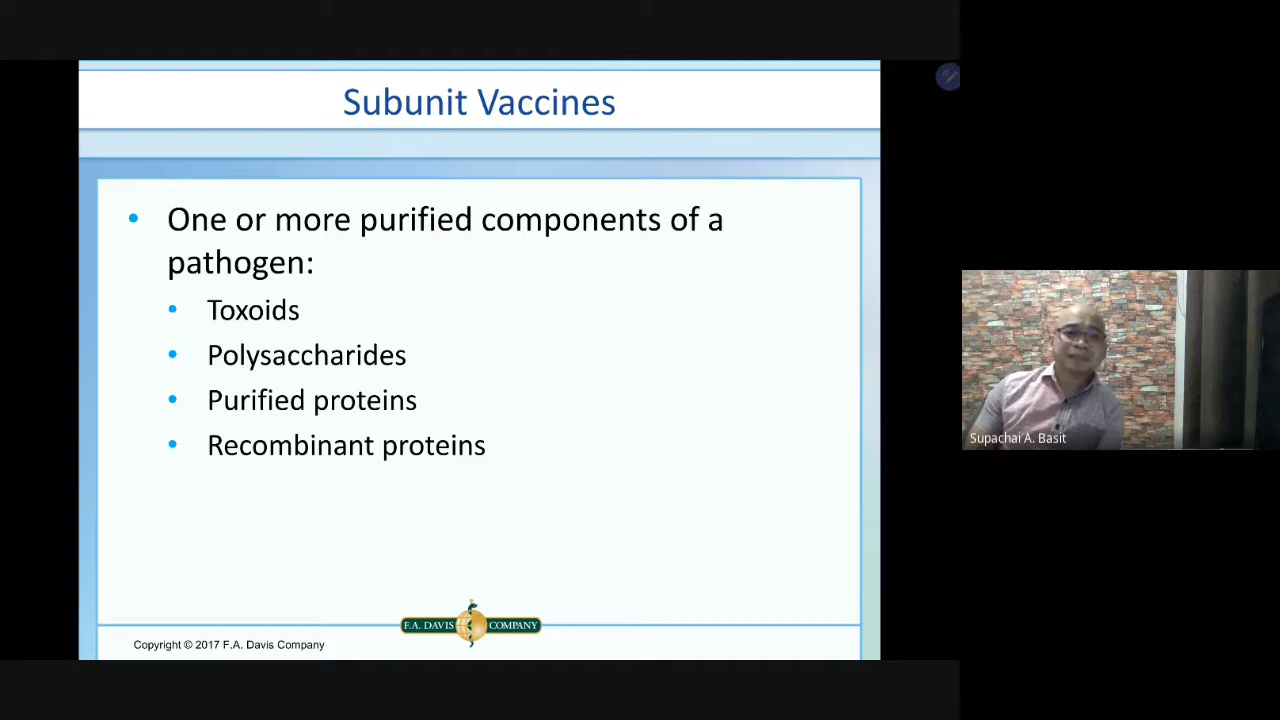 Subunit Vaccines
• One or more purified components of a
pathogen:
• Toxoids
• Polysaccharides
• Purified proteins
• Recombinant proteins
F.A. DAVIS COMPANY
Copyright © 2017 F.A. Davis Company
Supachai A. Basit